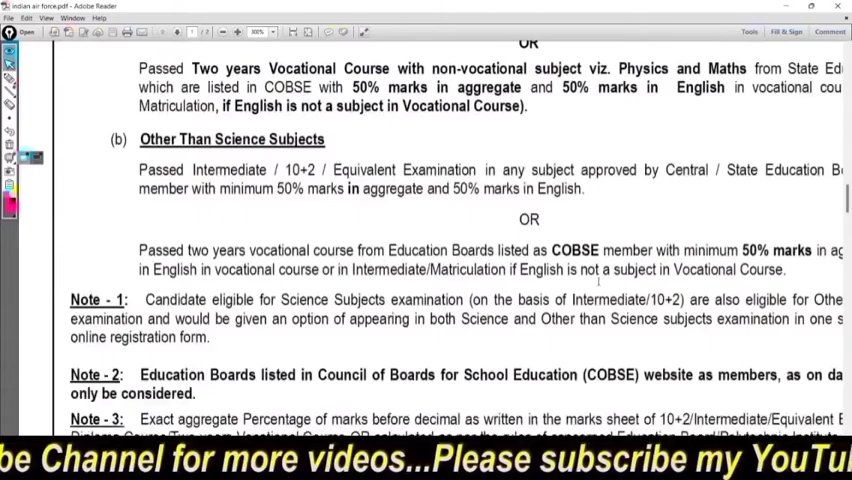 indian air force.pdf - Adobe Reader
File Edit View Window Help
Open 1 / 2 300% Tools Fill & Sign Comment
OR
Passed Two years Vocational Course with non-vocational subject viz. Physics and Maths from State Edu
which are listed in COBSE with 50% marks in aggregate and 50% marks in English in vocational cou
Matriculation, if English is not a subject in Vocational Course).
(b) Other Than Science Subjects
Passed Intermediate / 10+2 / Equivalent Examination in any subject approved by Central / State Education B
member with minimum 50% marks in aggregate and 50% marks in English.
OR
Passed two years vocational course from Education Boards listed as COBSE member with minimum 50% marks in ag
in English in vocational course or in Intermediate/Matriculation if English is not a subject in Vocational Course.
Note - 1: Candidate eligible for Science Subjects examination (on the basis of Intermediate/10+2) are also eligible for Othe
examination and would be given an option of appearing in both Science and Other than Science subjects examination in one s
online registration form.
Note - 2: Education Boards listed in Council of Boards for School Education (COBSE) website as members, as on da
only be considered.
Note - 3: Exact aggregate Percentage of marks before decimal as written in the marks sheet of 10+2/Intermediate/Equivalent E
be Channel for more videos...Please subscribe my YouTu